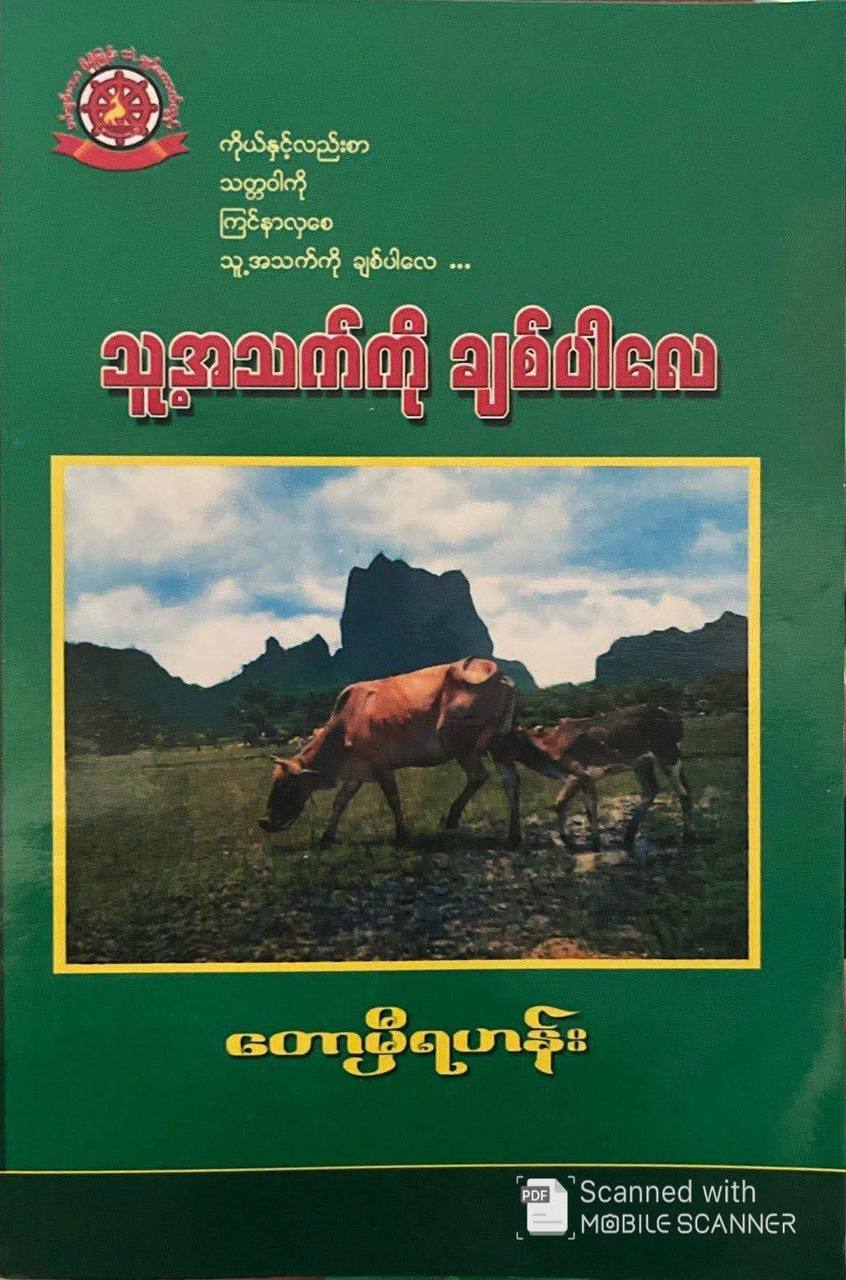 ကိုယ်နှင့်လည်းစာ
သတ္တဝါကို
ကြင်နာလှစေ
သူ့အသက်ကို ချစ်ပါလေ ...
သူ့အသက်ကို ချစ်ပါလေ
တောမှီရဟန်း
PDF
Scanned with
MOBILE SCANNER